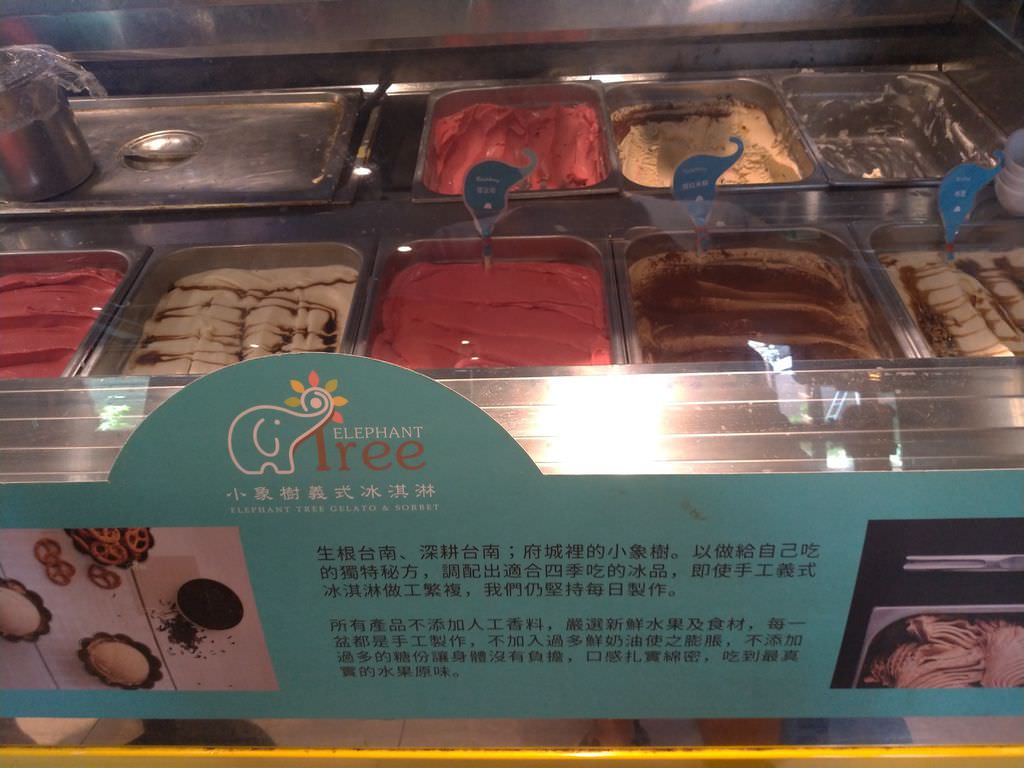 ELEPHANT
Tree
小象樹義式冰淇淋
ELEPHANT TREE GELATO & SORBET
生根台南、深耕台南；府城裡的小象樹。以做給自己吃
的獨特秘方，調配出適合四季吃的冰品，即使手工義式
冰淇淋做工繁複，我們仍堅持每日製作。
所有產品不添加人工香料，嚴選新鮮水果及食材，每一
盆都是手工製作，不加入過多鮮奶油使之膨脹，不添加
過多的糖份讓身體沒有負擔，口感扎實綿密，吃到最真
實的水果原味。